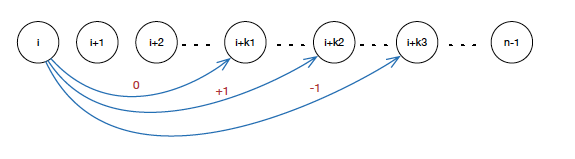 i i+1 i+2 ... i+k1 ... i+k2 ... i+k3 ... n-1
0
+1
-1